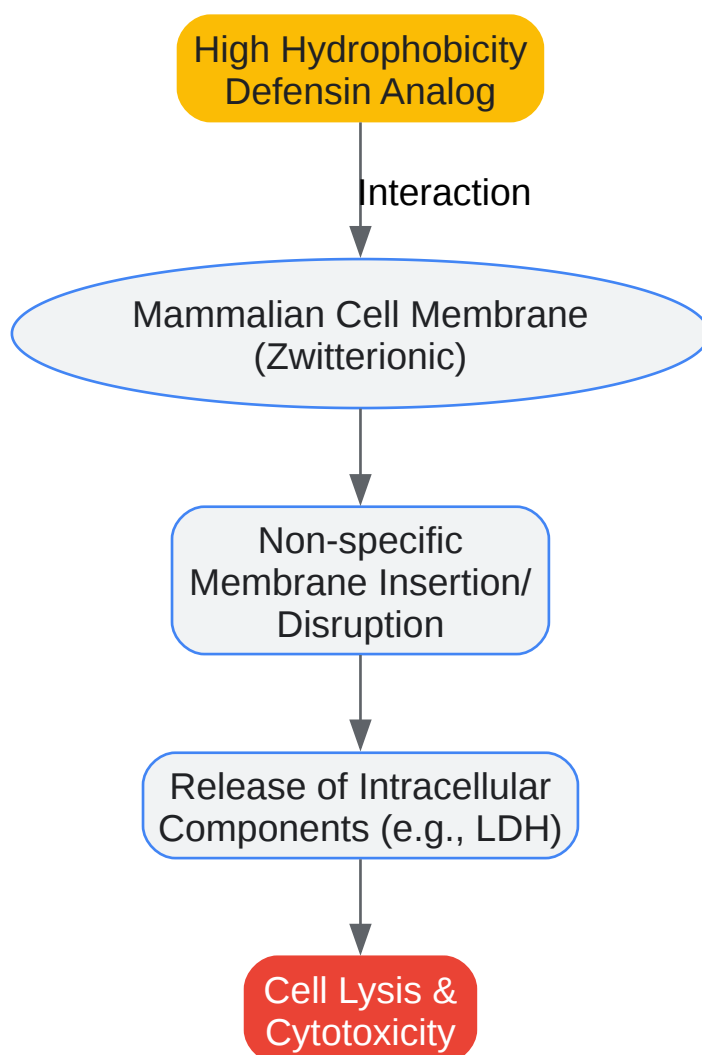 High Hydrophobicity
Defensin Analog
Interaction
Mammalian Cell Membrane
(Zwitterionic)
Non-specific
Membrane Insertion/
Disruption
Release of Intracellular
Components (e.g., LDH)
Cell Lysis &
Cytotoxicity